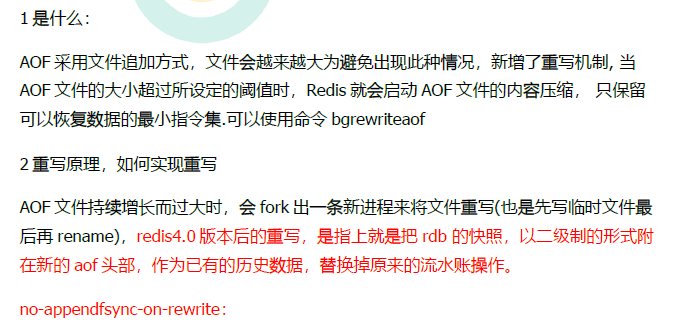 1 是什么：
AOF 采用文件追加方式，文件会越来越大为避免出现此种情况，新增了重写机制, 当
AOF 文件的大小超过所设定的阈值时，Redis 就会启动 AOF 文件的内容压缩， 只保留
可以恢复数据的最小指令集.可以使用命令 bgrewriteaof
2 重写原理，如何实现重写
AOF 文件持续增长而过大时，会 fork 出一条新进程来将文件重写(也是先写临时文件最
后再 rename)，redis4.0 版本后的重写，是指上就是把 rdb 的快照，以二级制的形式附
在新的 aof 头部，作为已有的历史数据，替换掉原来的流水账操作。
no-appendfsync-on-rewrite：